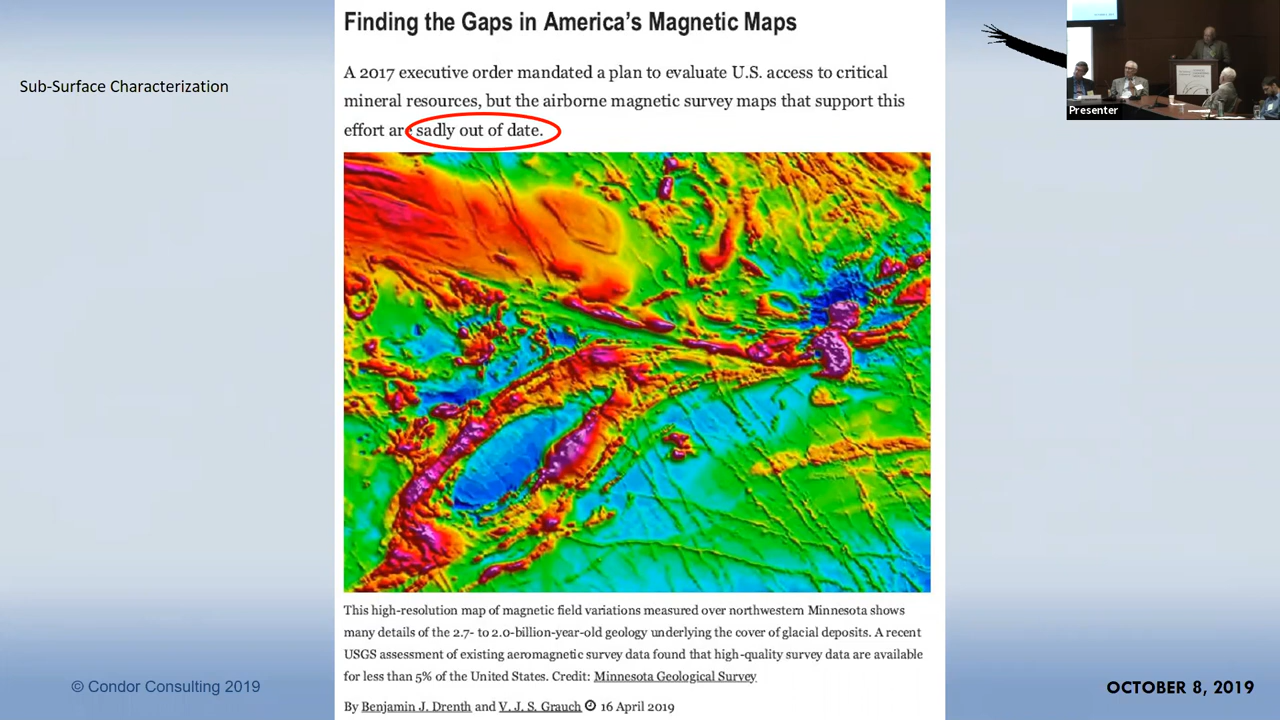 Finding the Gaps in America's Magnetic Maps
Sub-Surface Characterization
A 2017 executive order mandated a plan to evaluate U.S. access to critical
mineral resources, but the airborne magnetic survey maps that support this
effort are sadly out of date.
Presenter
This high-resolution map of magnetic field variations measured over northwestern Minnesota shows
many details of the 2.7- to 2.0-billion-year-old geology underlying the cover of glacial deposits. A recent
USGS assessment of existing aeromagnetic survey data found that high-quality survey data are available
for less than 5% of the United States. Credit: Minnesota Geological Survey
By Benjamin J. Drenth and V. J. S. Grauch 16 April 2019
© Condor Consulting 2019
OCTOBER 8, 2019